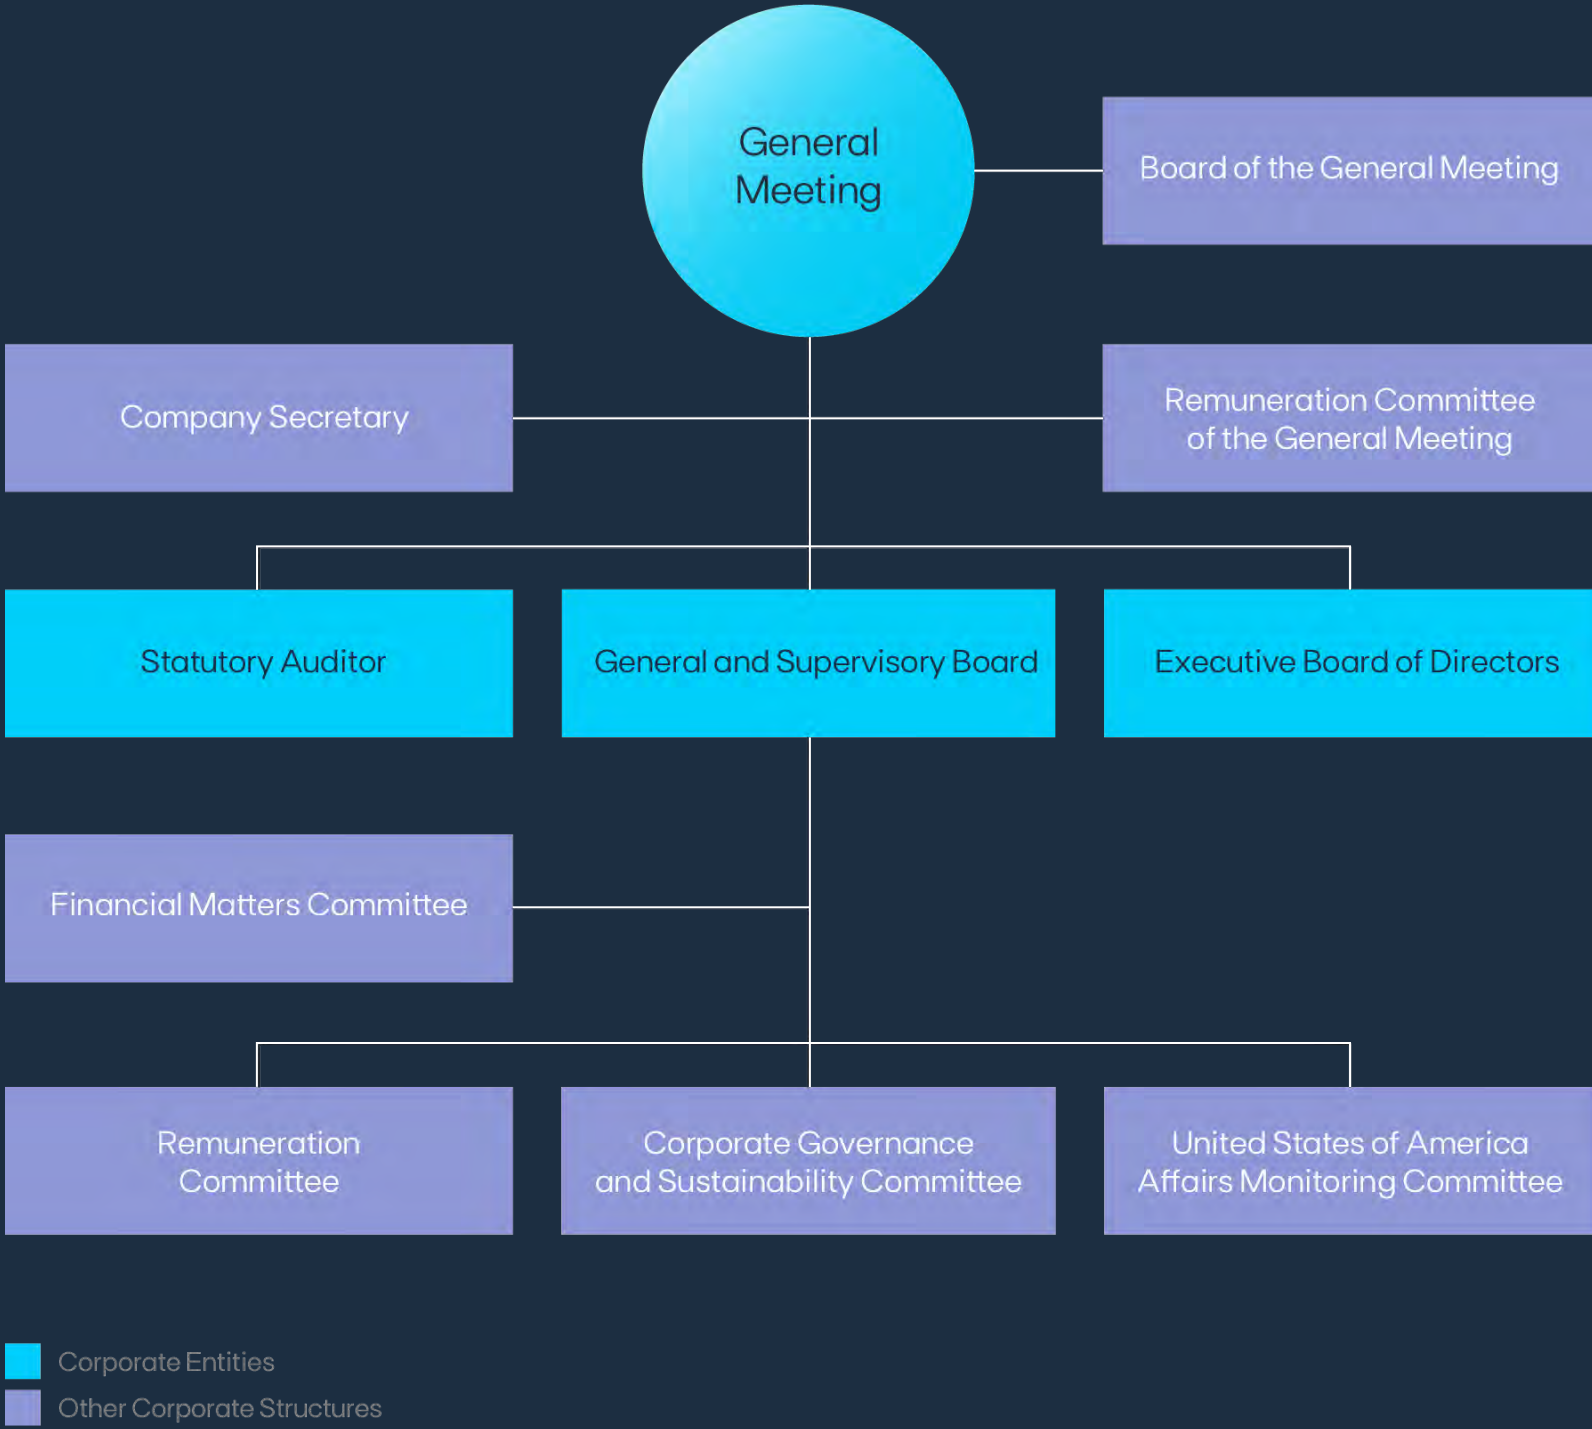 General
Meeting
Board of the General Meeting
Company Secretary
Remuneration Committee
of the General Meeting
Statutory Auditor
General and Supervisory Board
Executive Board of Directors
Financial Matters Committee
Remuneration
Committee
Corporate Governance
and Sustainability Committee
United States of America
Affairs Monitoring Committee
Corporate Entities
Other Corporate Structures